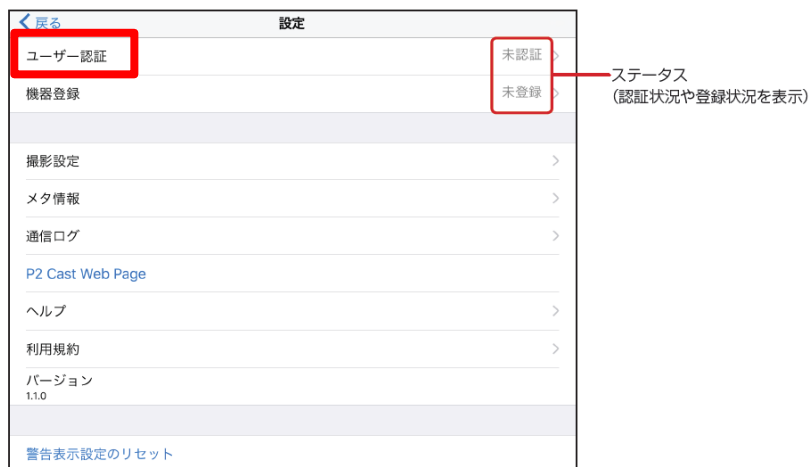 戻る
設定
ユーザー認証
未認証
機器登録
未登録
ステータス
(認証状況や登録状況を表示)
撮影設定
メタ情報
通信ログ
P2 Cast Web Page
ヘルプ
利用規約
バージョン
1.1.0
警告表示設定のリセット